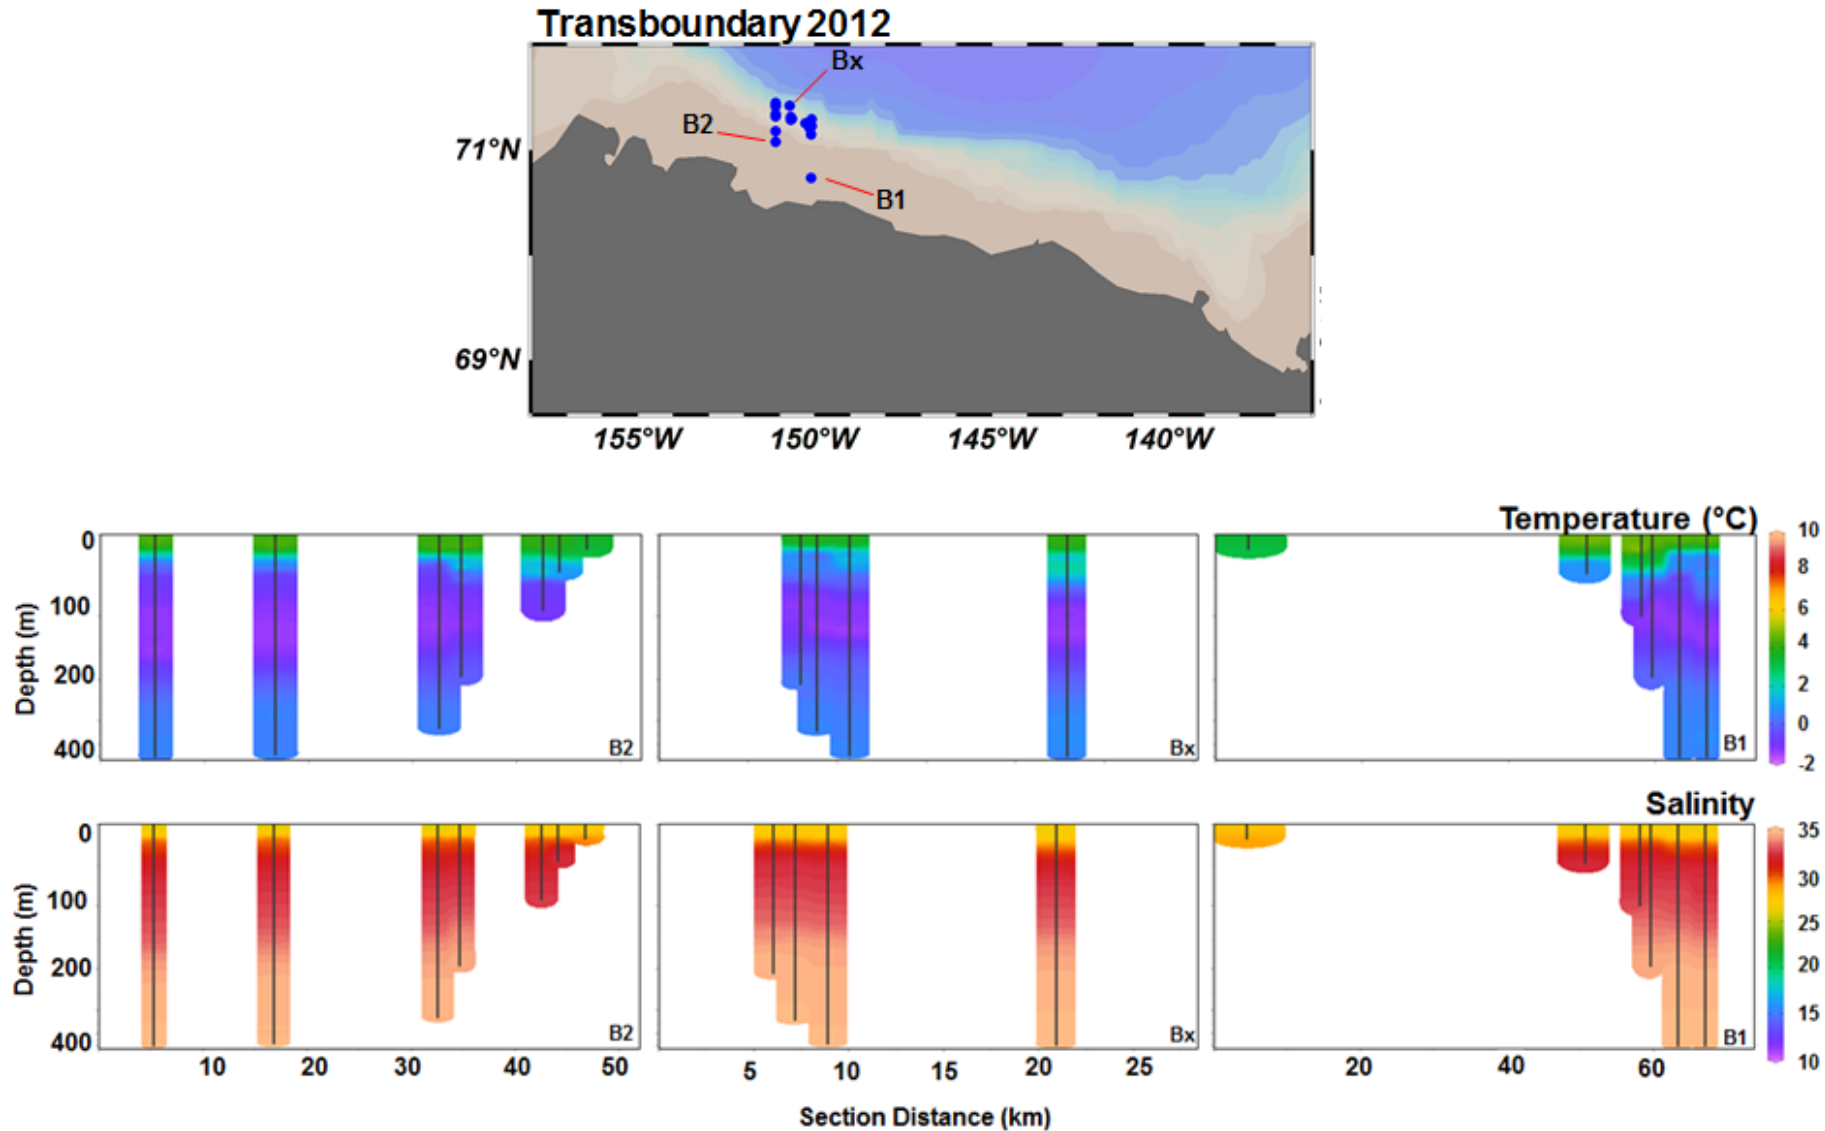 Transboundary 2012
Bx
B2
71°N
B1
69°N
155°W 150°W 145°W 140°W
Temperature (°C)
0
100
200
400
Depth (m)
B2
Bx
B1
10
8
6
4
2
0
-2
Salinity
0
100
200
400
Depth (m)
B2
Bx
B1
35
30
25
20
15
10
10 20 30 40 50
5 10 15 20 25
20 40 60
Section Distance (km)